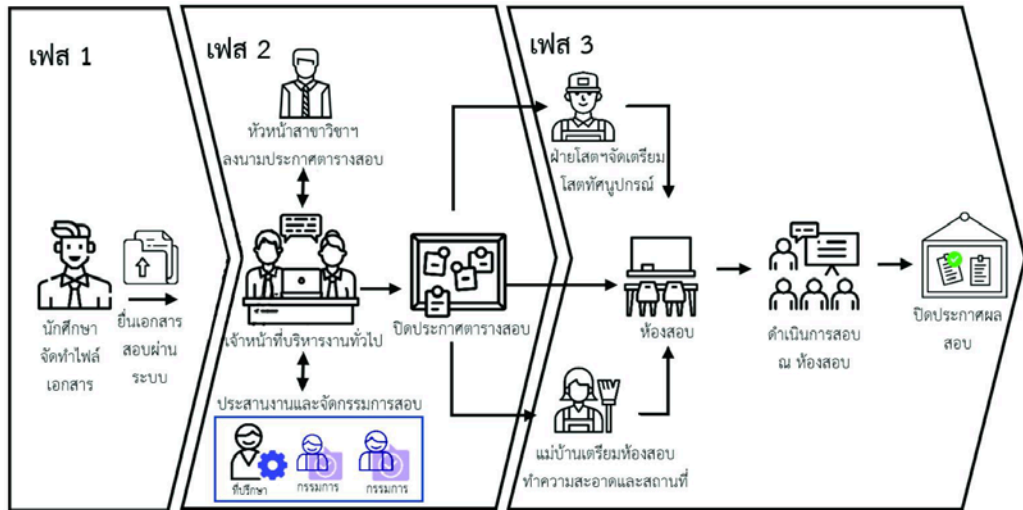 เฟส 1
นักศึกษา
จัดทำไฟล์
เอกสาร
ยื่นเอกสาร
สอบผ่าน
ระบบ
เฟส 2
หัวหน้าสาขาวิชาฯ
ลงนามประกาศตารางสอบ
เจ้าหน้าที่บริหารงานทั่วไป
ประสานงานและจัดกรรมการสอบ
ที่ปรึกษา
กรรมการ
กรรมการ
ปิดประกาศตารางสอบ
เฟส 3
ฝ่ายโสตฯจัดเตรียม
โสตทัศนูปกรณ์
ห้องสอบ
แม่บ้านเตรียมห้องสอบ
ทำความสะอาดและสถานที่
ดำเนินการสอบ
ณ ห้องสอบ
ปิดประกาศผล
สอบ